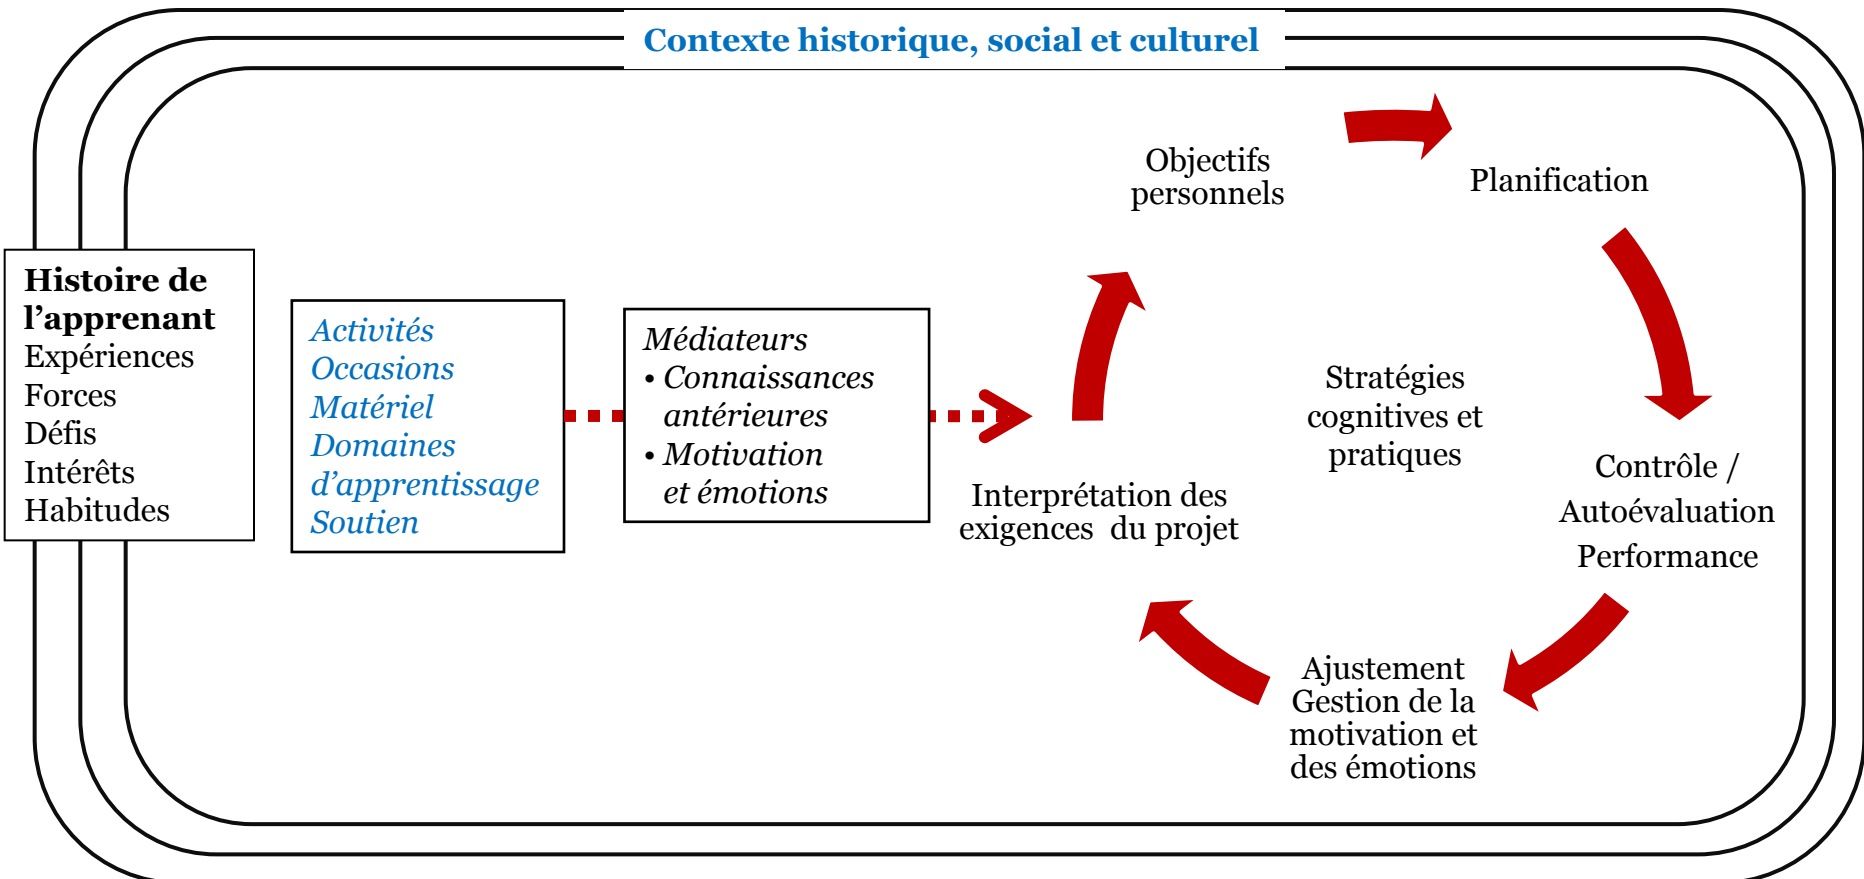 Contexte historique, social et culturel
Histoire de
l’apprenant
Expériences
Forces
Défis
Intérêts
Habitudes
Activités
Occasions
Matériel
Domaines
d’apprentissage
Soutien
Médiateurs
• Connaissances
antérieures
• Motivation
et émotions
Interprétation des
exigences du projet
Objectifs
personnels
Planification
Stratégies
cognitives et
pratiques
Contrôle /
Autoévaluation
Performance
Ajustement
Gestion de la
motivation et
des émotions